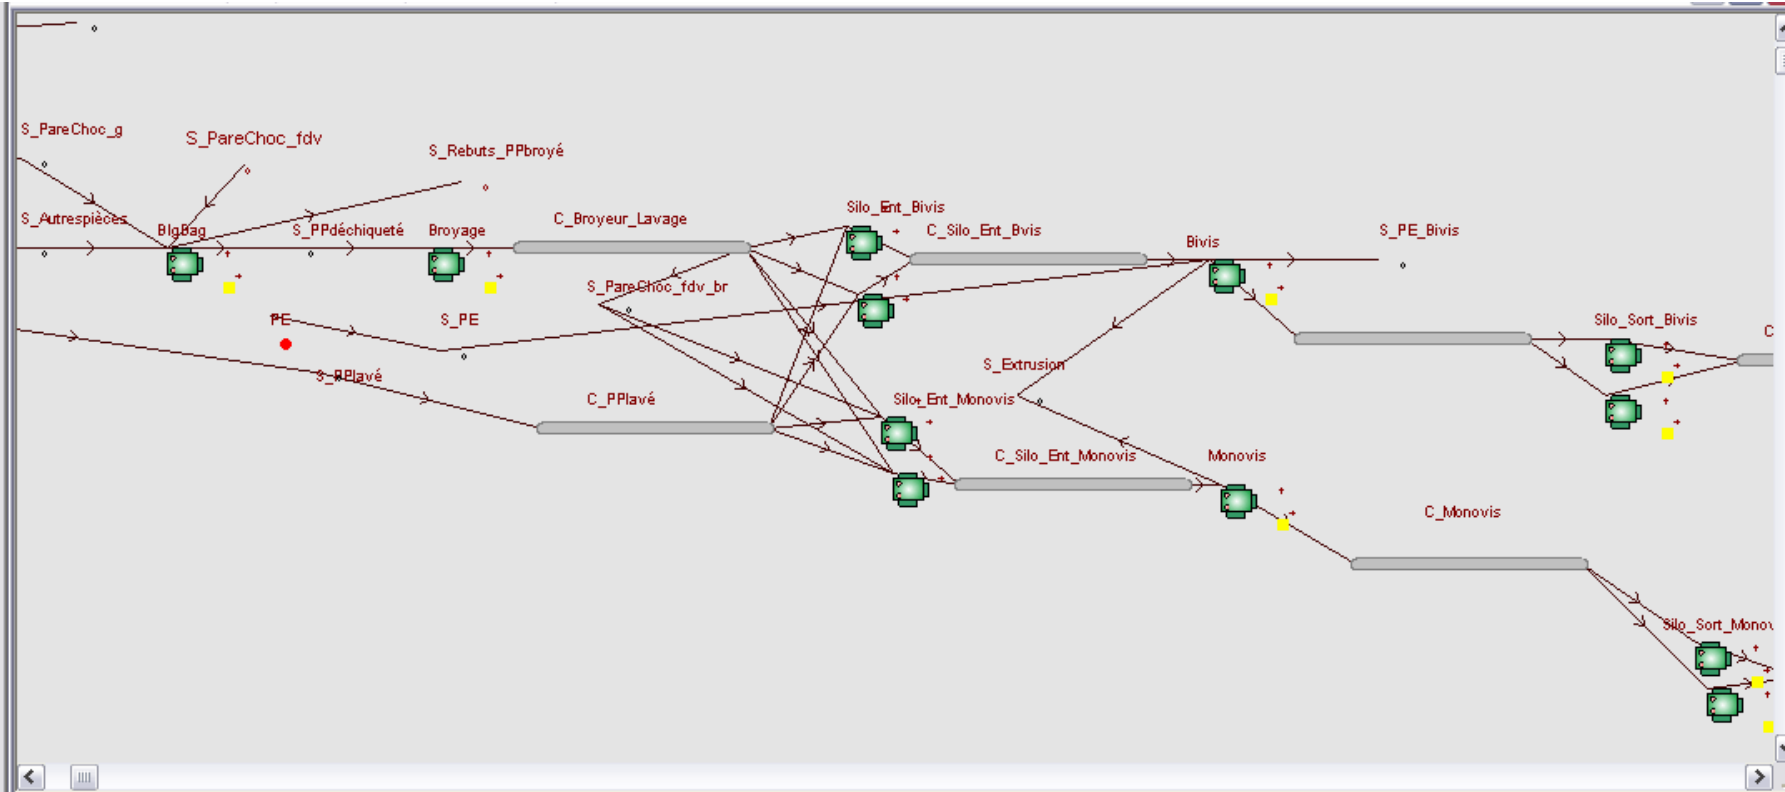 S_PareChoc_g
S_PareChoc_fdv
S_Rebuts_PPbroyé
S_Autrespièces
BigBag
S_PPdéchiqueté
Broyage
C_Broyeur_Lavage
Silo_Ent_Bivis
C_Silo_Ent_Bvis
Bivis
S_PE_Bivis
S_PareChoc_fdv_br
PE
S_PE
Silo_Sort_Bivis
C
S_PPlavé
S_Extrusion
C_PPlavé
Silo_Ent_Monovis
C_Silo_Ent_Monovis
Monovis
C_Monovis
Silo_Sort_Monov